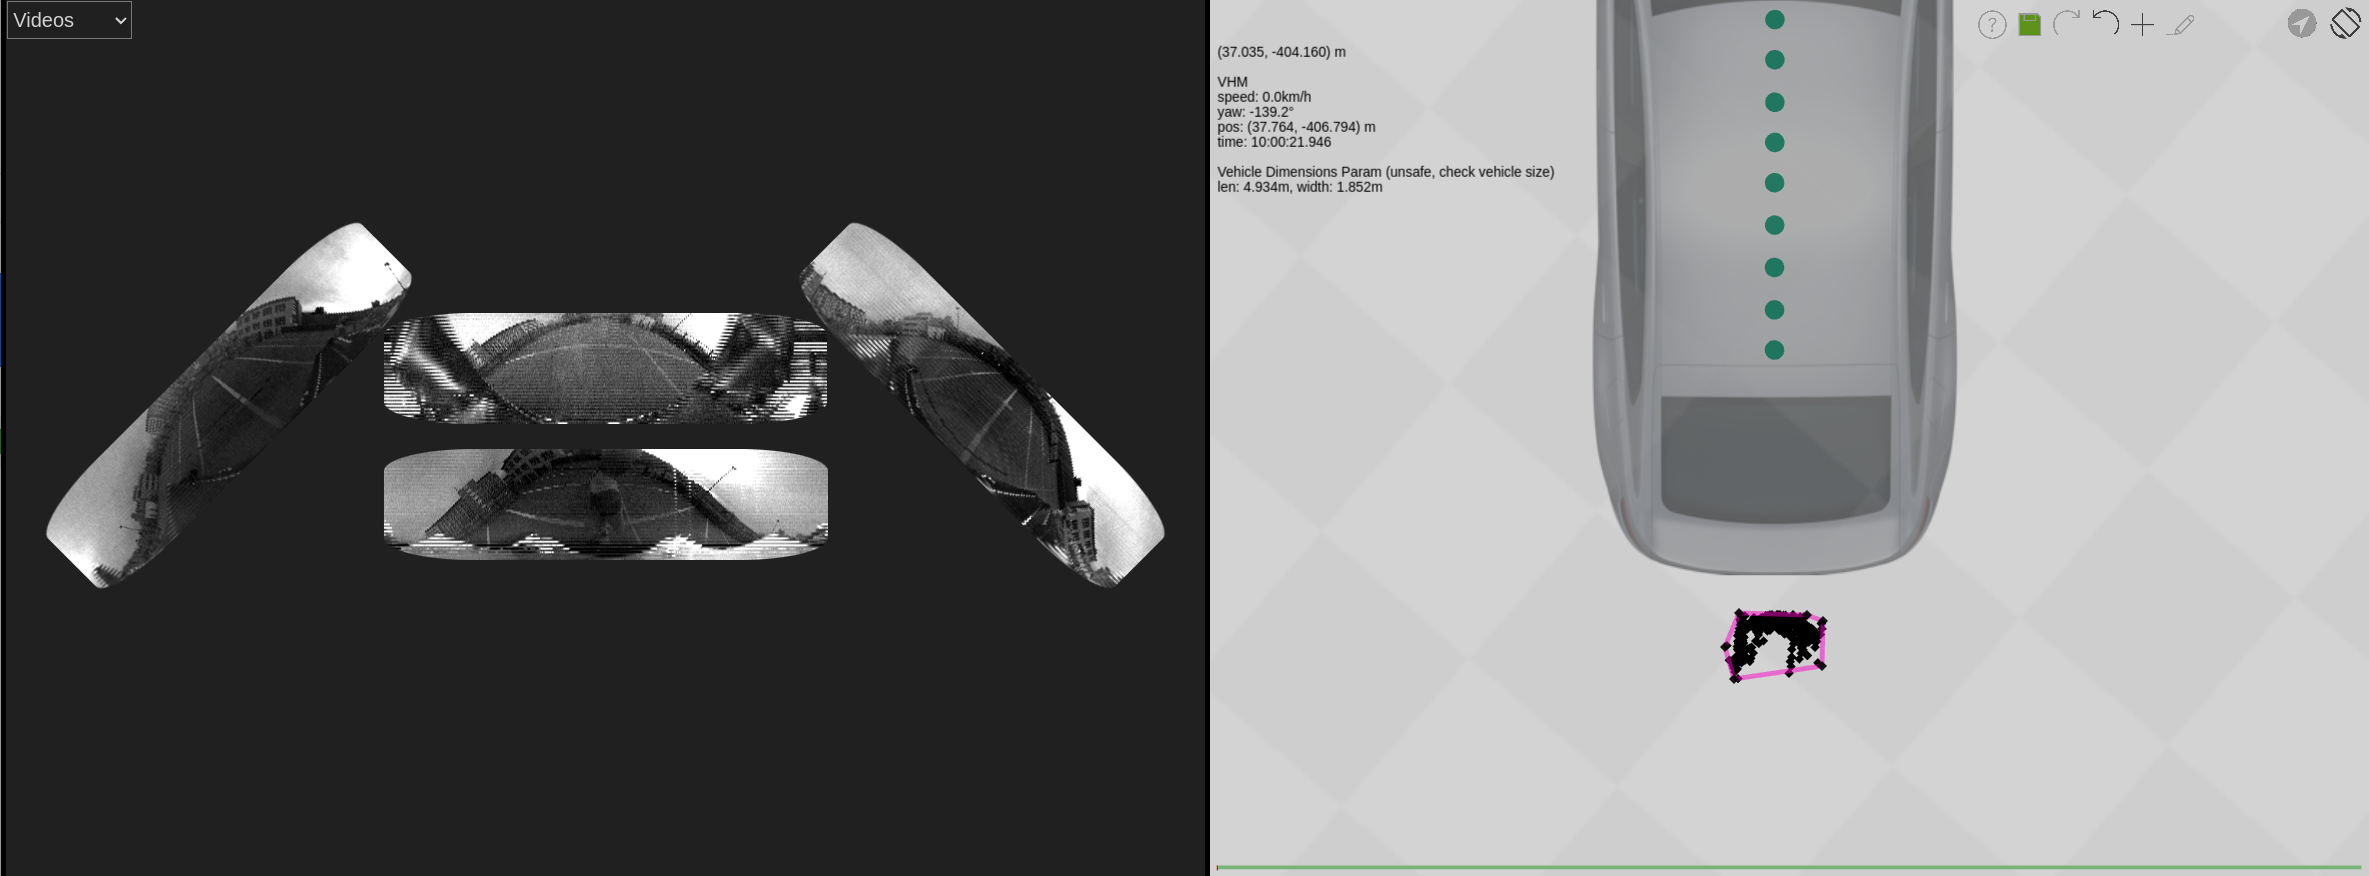 Videos
(37.035, -404.160) m
VHM
speed: 0.0km/h
yaw: -139.2°
pos: (37.764, -406.794) m
time: 10:00:21.946
Vehicle Dimensions Param (unsafe, check vehicle size)
len: 4.934m, width: 1.852m
?